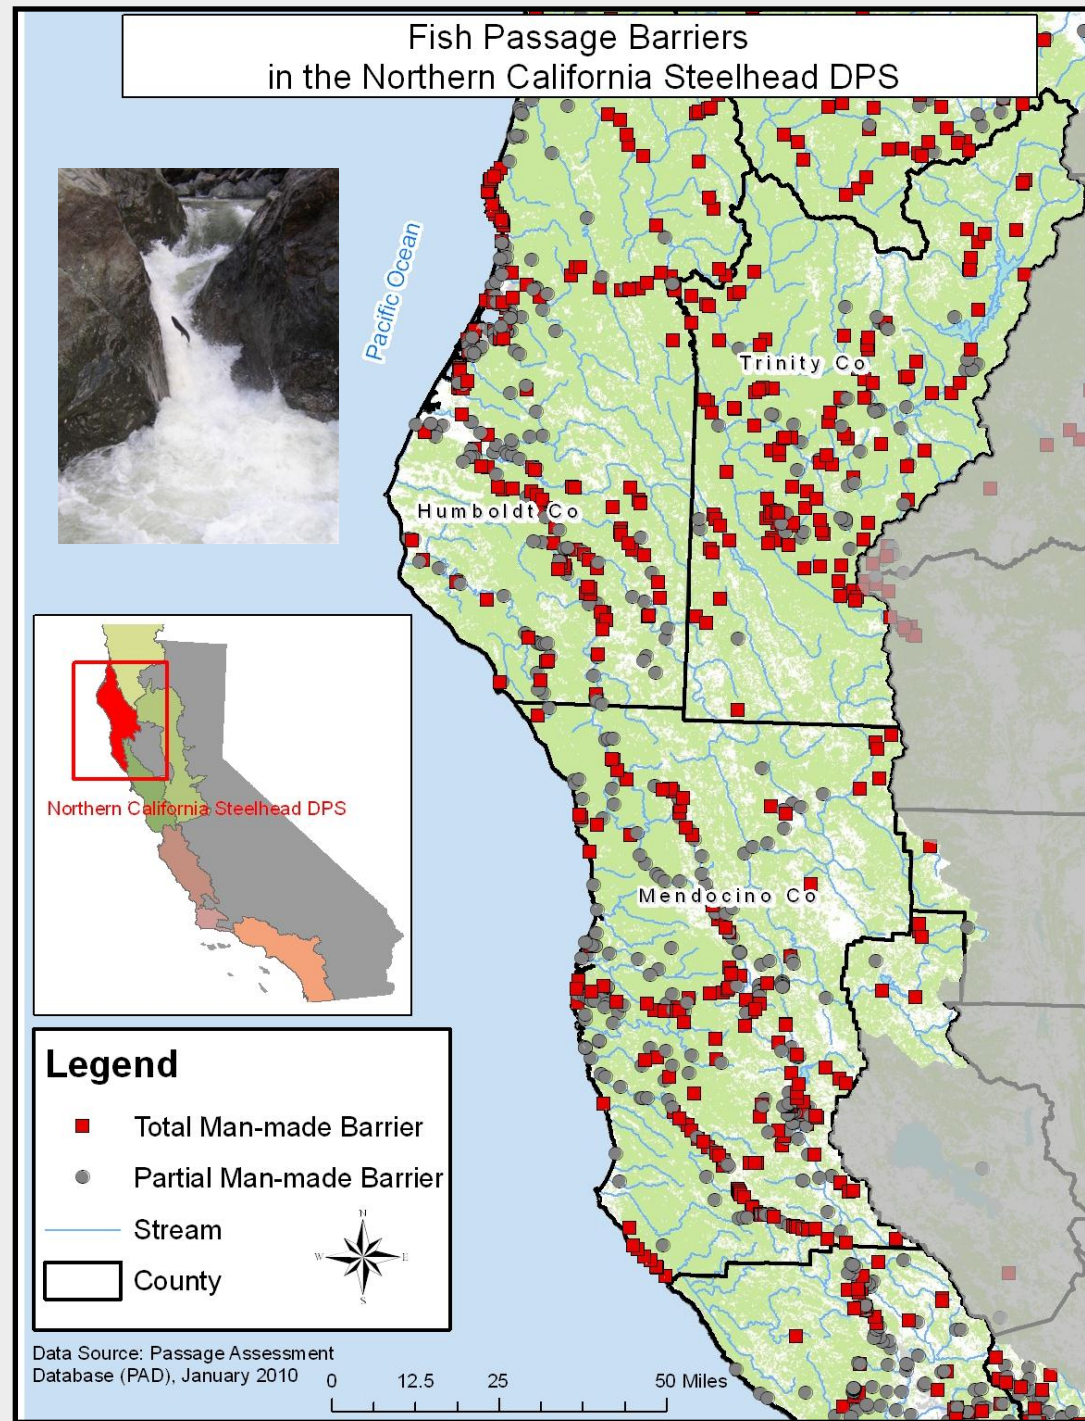 Fish Passage Barriers
in the Northern California Steelhead DPS
Pacific Ocean
Trinity Co
Humboldt Co
Northern California Steelhead DPS
Mendocino Co
Legend
Total Man-made Barrier
Partial Man-made Barrier
Stream
County
N
W
E
S
Data Source: Passage Assessment
Database (PAD), January 2010
0 12.5 25 50 Miles